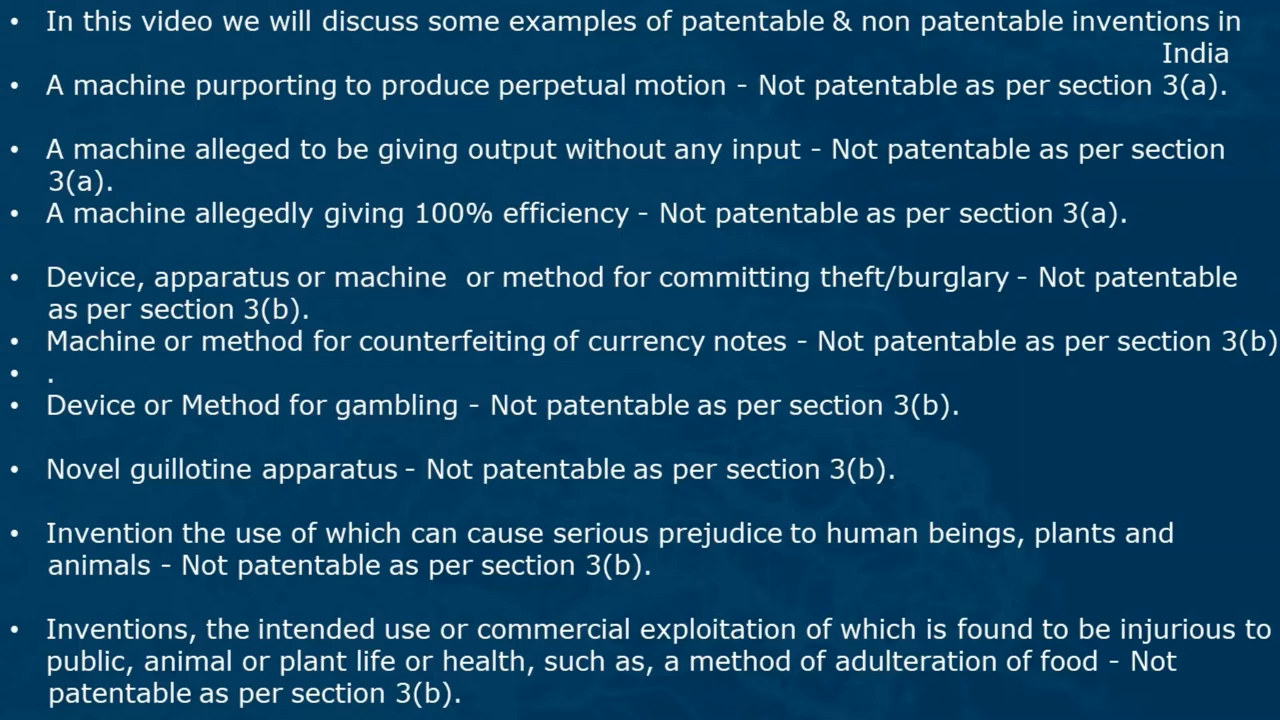 • In this video we will discuss some examples of patentable & non patentable inventions in
India
• A machine purporting to produce perpetual motion - Not patentable as per section 3(a).
• A machine alleged to be giving output without any input - Not patentable as per section
3(a).
• A machine allegedly giving 100% efficiency - Not patentable as per section 3(a).
• Device, apparatus or machine  or method for committing theft/burglary - Not patentable
as per section 3(b).
• Machine or method for counterfeiting of currency notes - Not patentable as per section 3(b)
• .
• Device or Method for gambling - Not patentable as per section 3(b).
• Novel guillotine apparatus - Not patentable as per section 3(b).
• Invention the use of which can cause serious prejudice to human beings, plants and
animals - Not patentable as per section 3(b).
• Inventions, the intended use or commercial exploitation of which is found to be injurious to
public, animal or plant life or health, such as, a method of adulteration of food - Not
patentable as per section 3(b).